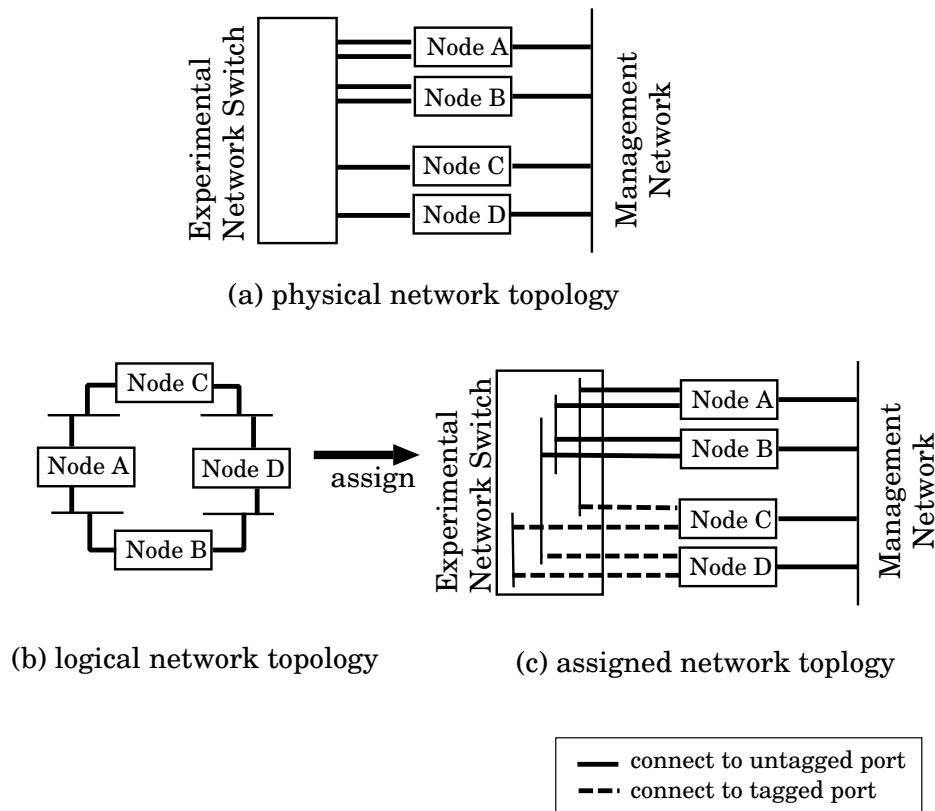 Experimental
Network Switch
Node A
Node B
Node C
Node D
Management
Network
(a) physical network topology
Node C
Node A
Node D
Node B
assign
(b) logical network topology
Experimental
Network Switch
Node A
Node B
Node C
Node D
Management
Network
(c) assigned network toplogy
connect to untagged port
connect to tagged port